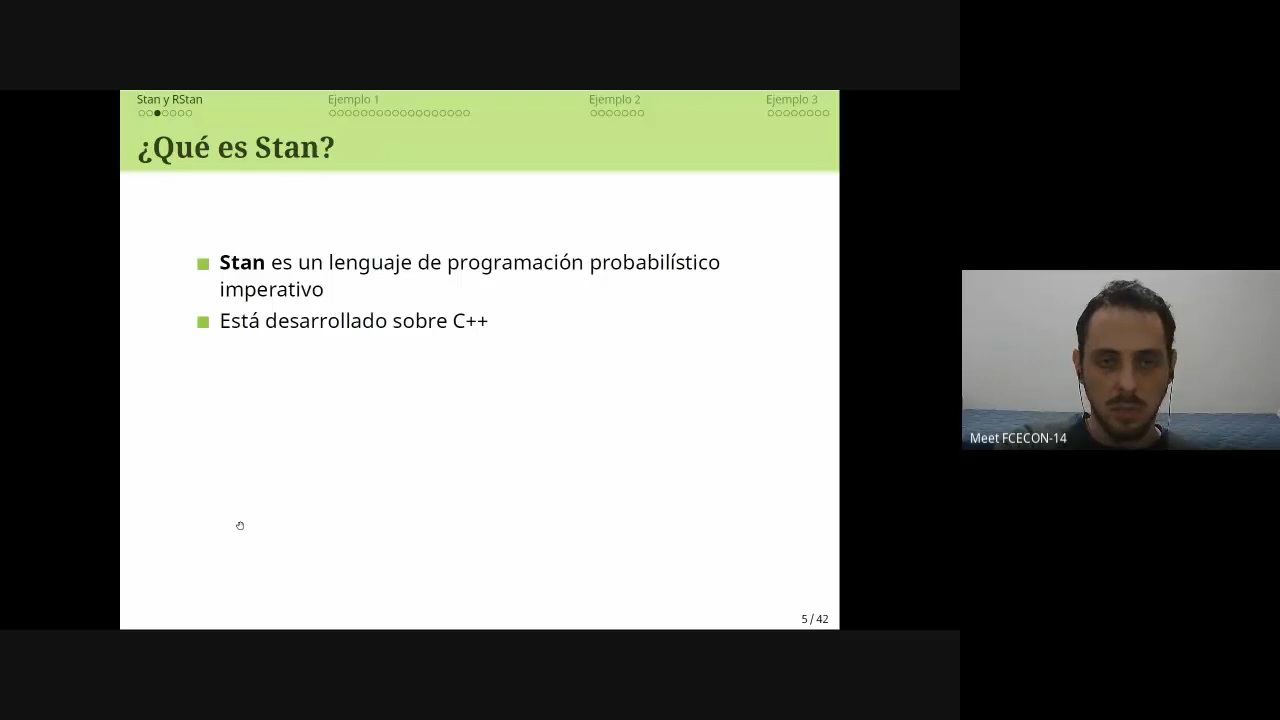 Stan y RStan
Ejemplo 1
Ejemplo 2
Ejemplo 3
¿Qué es Stan?
Stan es un lenguaje de programación probabilístico
imperativo
Está desarrollado sobre C++
5 / 42
Meet FCECON-14